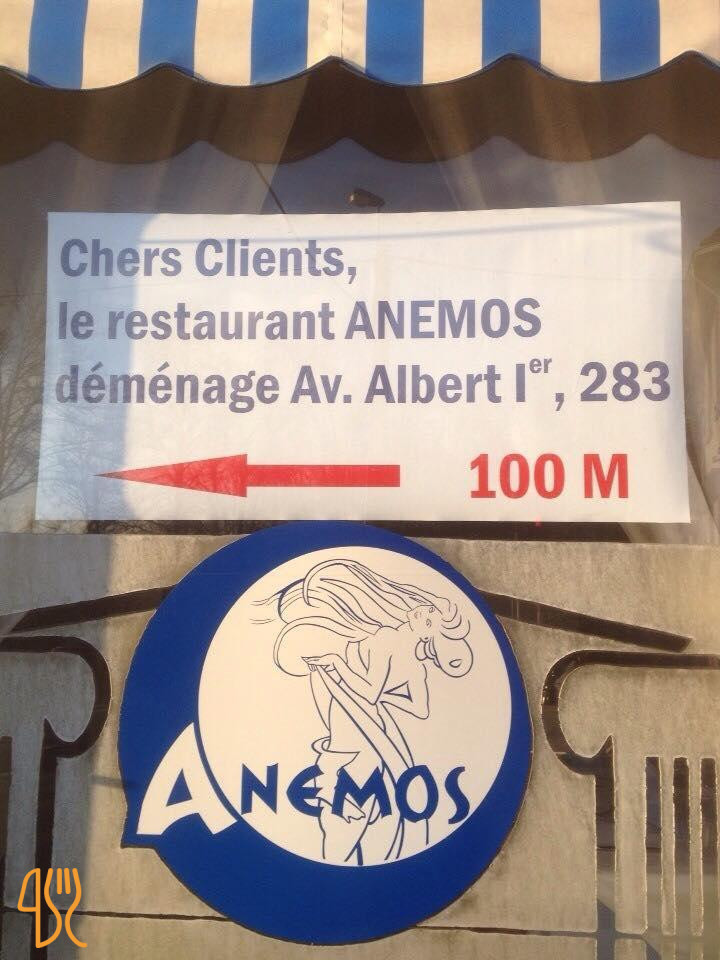 Chers Clients,
le restaurant ANEMOS
déménage Av. Albert Ier, 283
100 M
ANEMOS